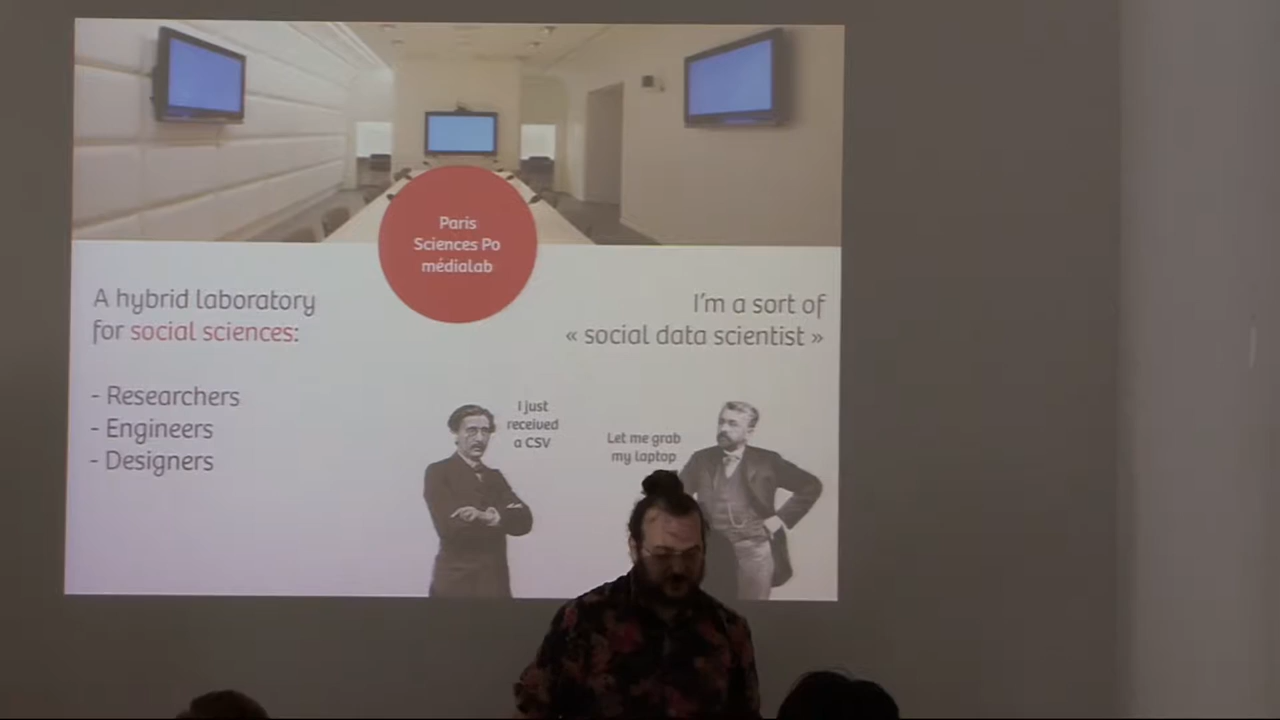 Paris
Sciences Po
médialab
A hybrid laboratory
for social sciences:
- Researchers
- Engineers
- Designers
I'm a sort of
« social data scientist »
I just
received
a CSV
Let me grab
my laptop